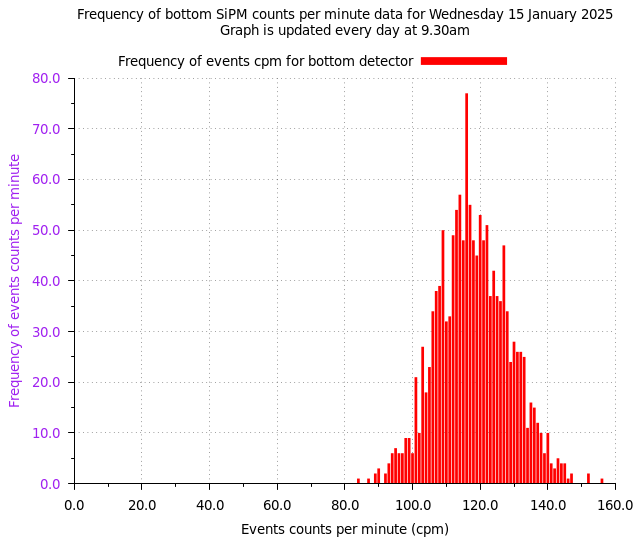 Frequency of bottom SiPM counts per minute data for Wednesday 15 January 2025
Graph is updated every day at 9.30am
Frequency of events cpm for bottom detector
80.0
70.0
60.0
50.0
40.0
30.0
20.0
10.0
0.0
Frequency of events counts per minute
0.0 20.0 40.0 60.0 80.0 100.0 120.0 140.0 160.0
Events counts per minute (cpm)